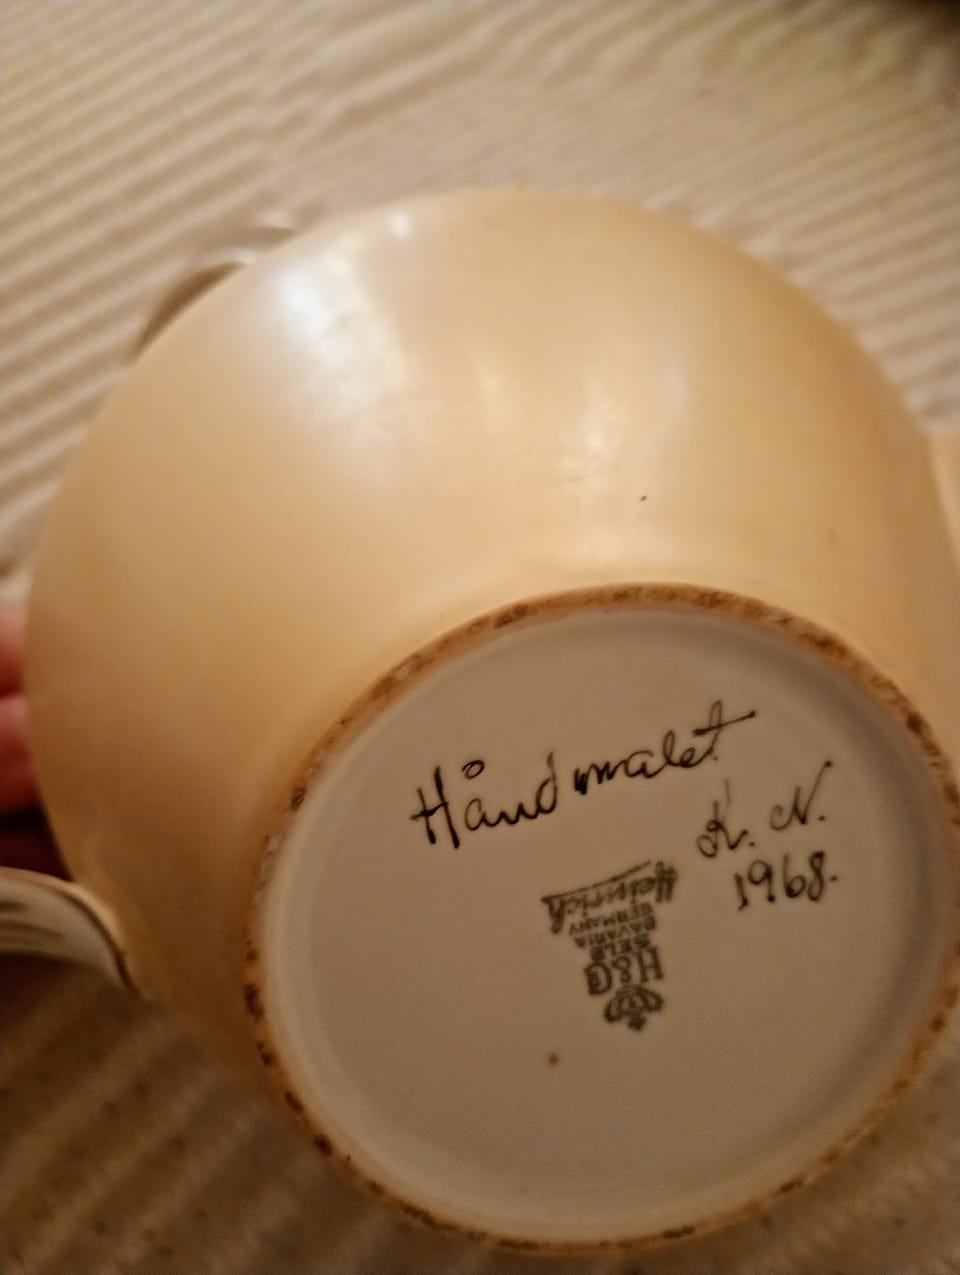 Håndmalet
K. N.
1968.
H&G
SELB
BAVARIA
GERMANY
Heinrich